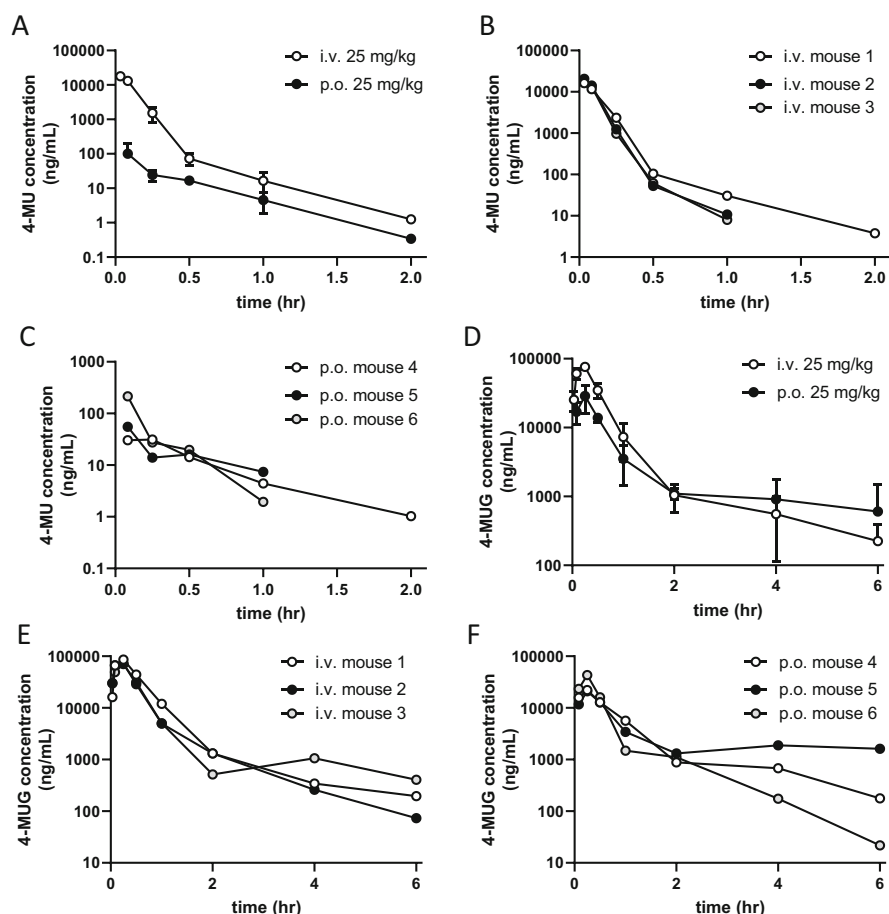 A
4-MU concentration
(ng/mL)
100000
10000
1000
100
10
1
0.1
0.0
0.5
1.0
1.5
2.0
time (hr)
i.v. 25 mg/kg
p.o. 25 mg/kg
B
4-MU concentration
(ng/mL)
100000
10000
1000
100
10
1
0.0
0.5
1.0
1.5
2.0
time (hr)
i.v. mouse 1
i.v. mouse 2
i.v. mouse 3
C
4-MU concentration
(ng/mL)
1000
100
10
1
0.1
0.0
0.5
1.0
1.5
2.0
time (hr)
p.o. mouse 4
p.o. mouse 5
p.o. mouse 6
D
4-MUG concentration
(ng/mL)
100000
10000
1000
100
0
2
4
6
time (hr)
i.v. 25 mg/kg
p.o. 25 mg/kg
E
4-MUG concentration
(ng/mL)
100000
10000
1000
100
10
0
2
4
6
time (hr)
i.v. mouse 1
i.v. mouse 2
i.v. mouse 3
F
4-MUG concentration
(ng/mL)
100000
10000
1000
100
10
0
2
4
6
time (hr)
p.o. mouse 4
p.o. mouse 5
p.o. mouse 6